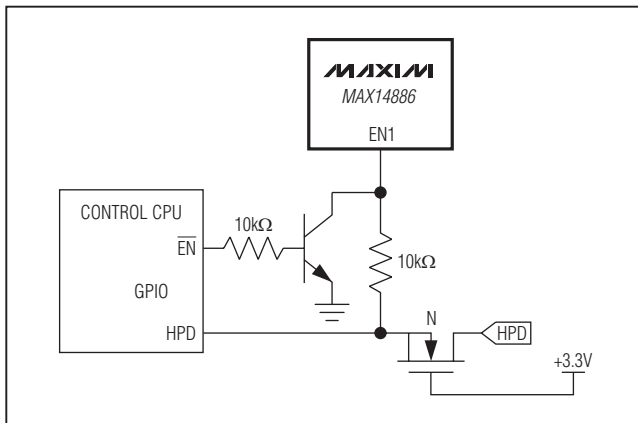 MAXIM
MAX14886
EN1
CONTROL CPU
10kΩ
EN
10kΩ
GPIO
HPD
N
HPD
+3.3V